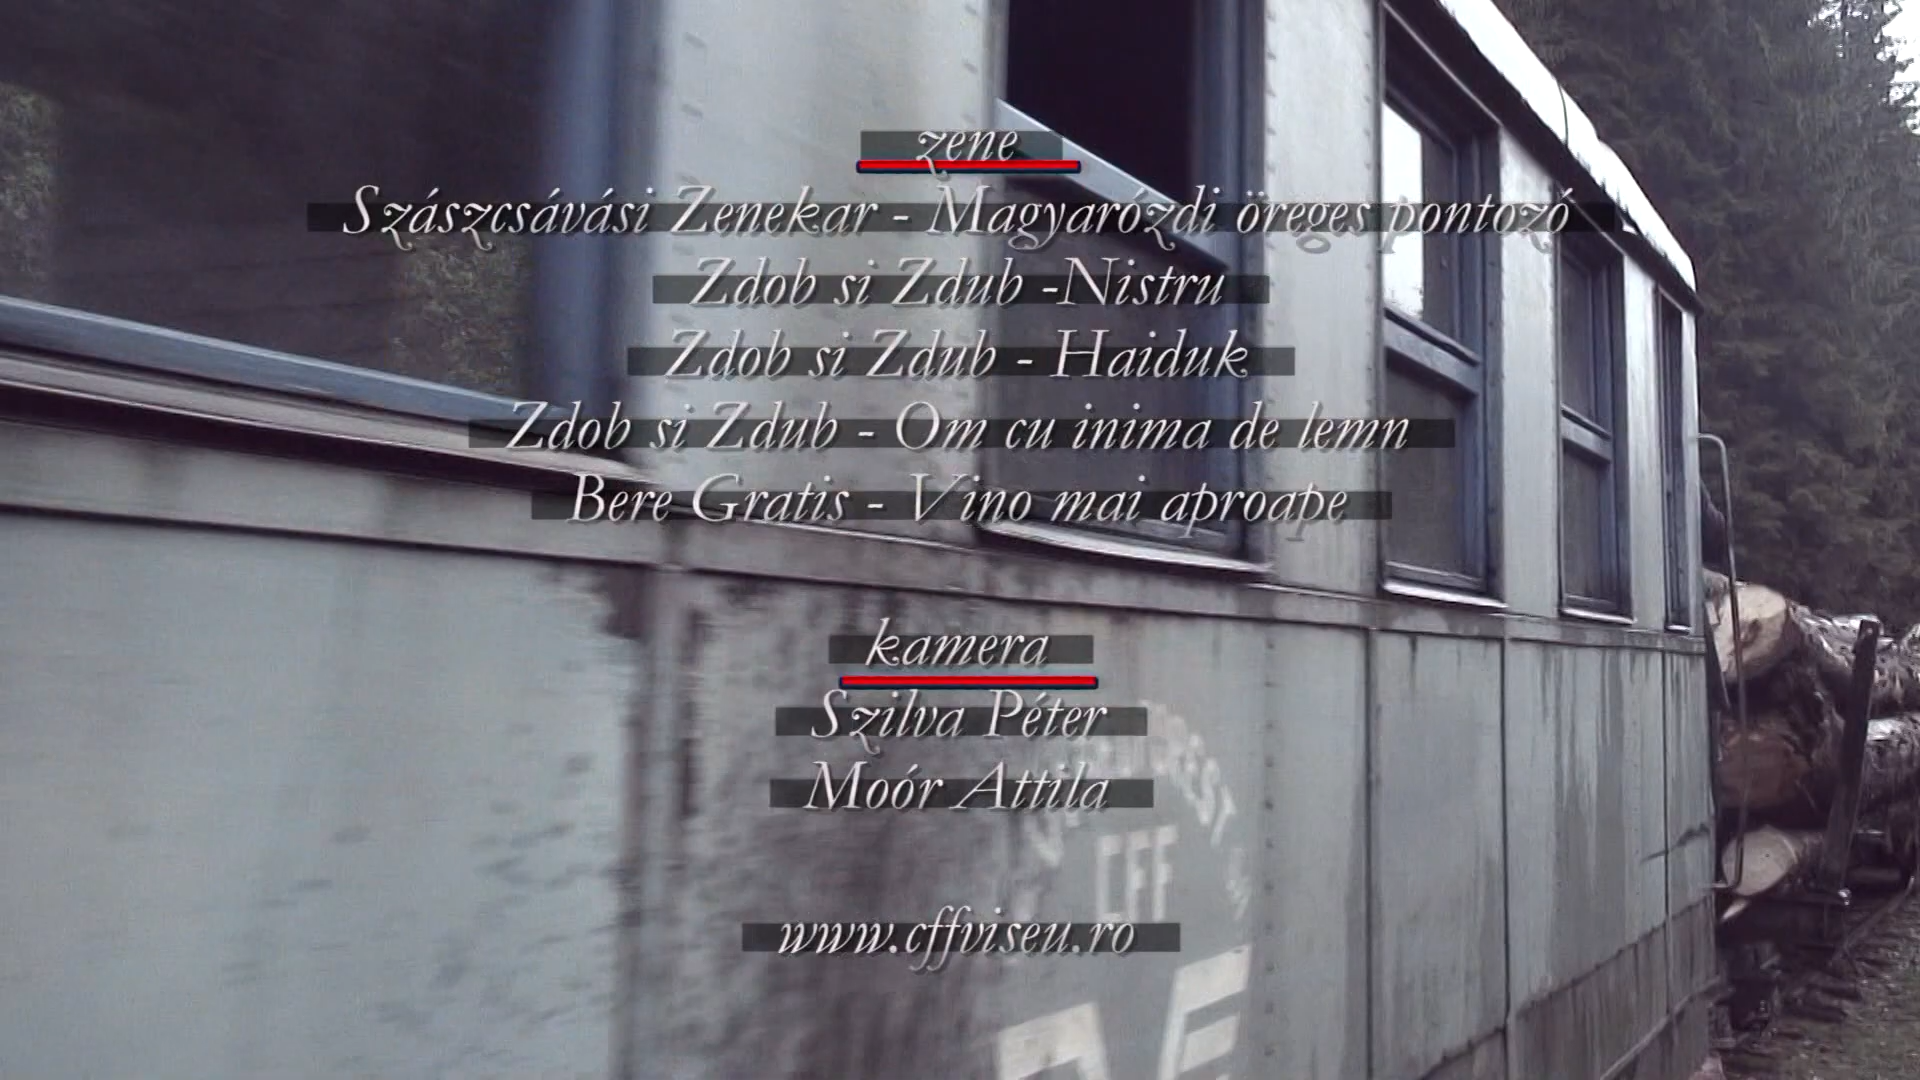 zene
Szászcsávási Zenekar - Magyarózdi öreges pontozó
Zdob si Zdub -Nistru
Zdob si Zdub - Haiduk
Zdob si Zdub - Om cu inima de lemn
Bere Gratis - Vino mai aproape
kamera
Szilva Péter
Moór Attila
CFF
www.cffviseu.ro